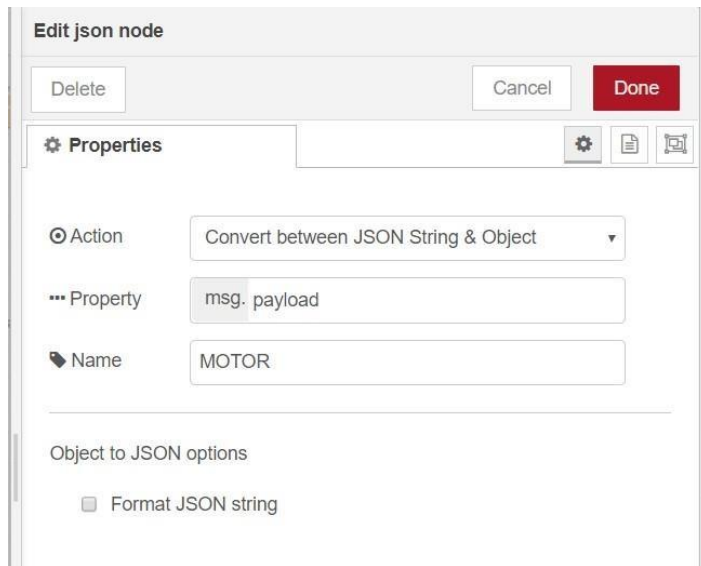 Edit json node
Delete Cancel Done
Properties
Action Convert between JSON String & Object
Property msg. payload
Name MOTOR
Object to JSON options
Format JSON string